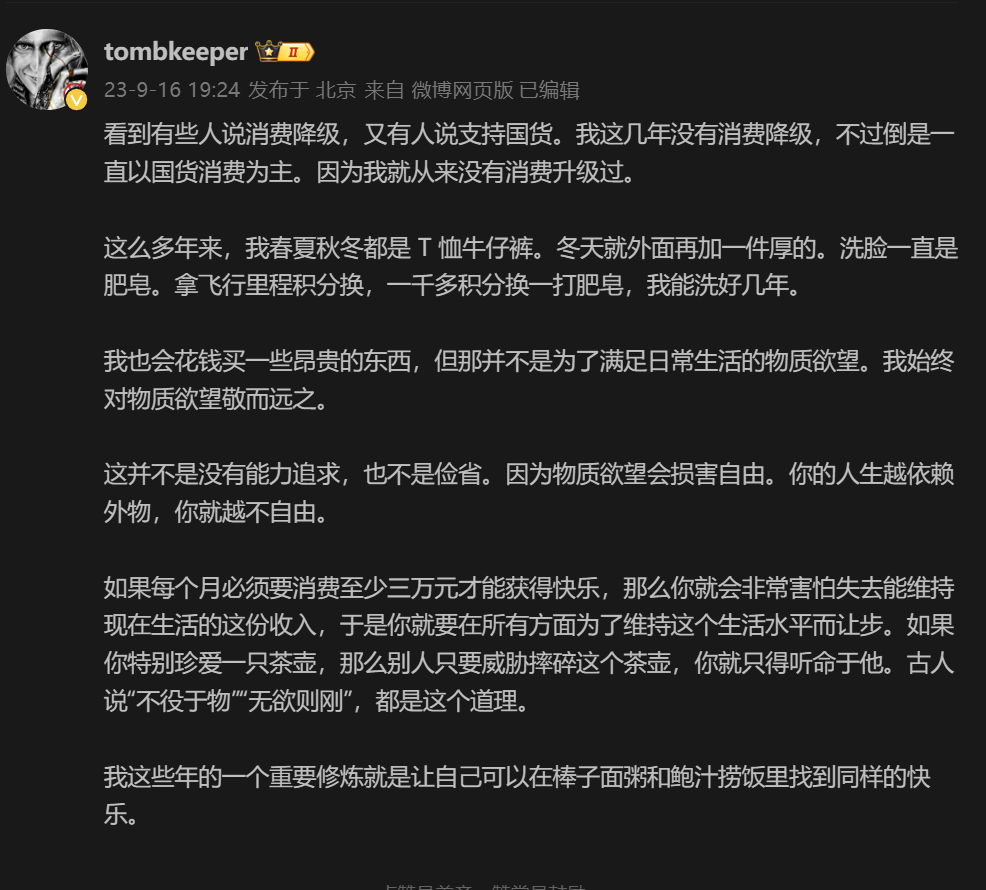 tombkeeper II
23-9-16 19:24 发布于 北京 来自 微博网页版 已编辑
看到有些人说消费降级，又有人说支持国货。我这几年没有消费降级，不过倒是一
直以国货消费为主。因为我就从来没有消费升级过。
这么多年来，我春夏秋冬都是 T 恤牛仔裤。冬天就外面再加一件厚的。洗脸一直是
肥皂。拿飞行里程积分换，一千多积分换一打肥皂，我能洗好几年。
我也会花钱买一些昂贵的东西，但那并不是为了满足日常生活的物质欲望。我始终
对物质欲望敬而远之。
这并不是没有能力追求，也不是俭省。因为物质欲望会损害自由。你的人生越依赖
外物，你就越不自由。
如果每个月必须要消费至少三万元才能获得快乐，那么你就会非常害怕失去能维持
现在生活的这份收入，于是你就要在所有方面为了维持这个生活水平而让步。如果
你特别珍爱一只茶壶，那么别人只要威胁摔碎这个茶壶，你就只得听命于他。古人
说“不役于物”“无欲则刚”，都是这个道理。
我这些年的一个重要修炼就是让自己可以在棒子面粥和鲍汁捞饭里找到同样的快
乐。